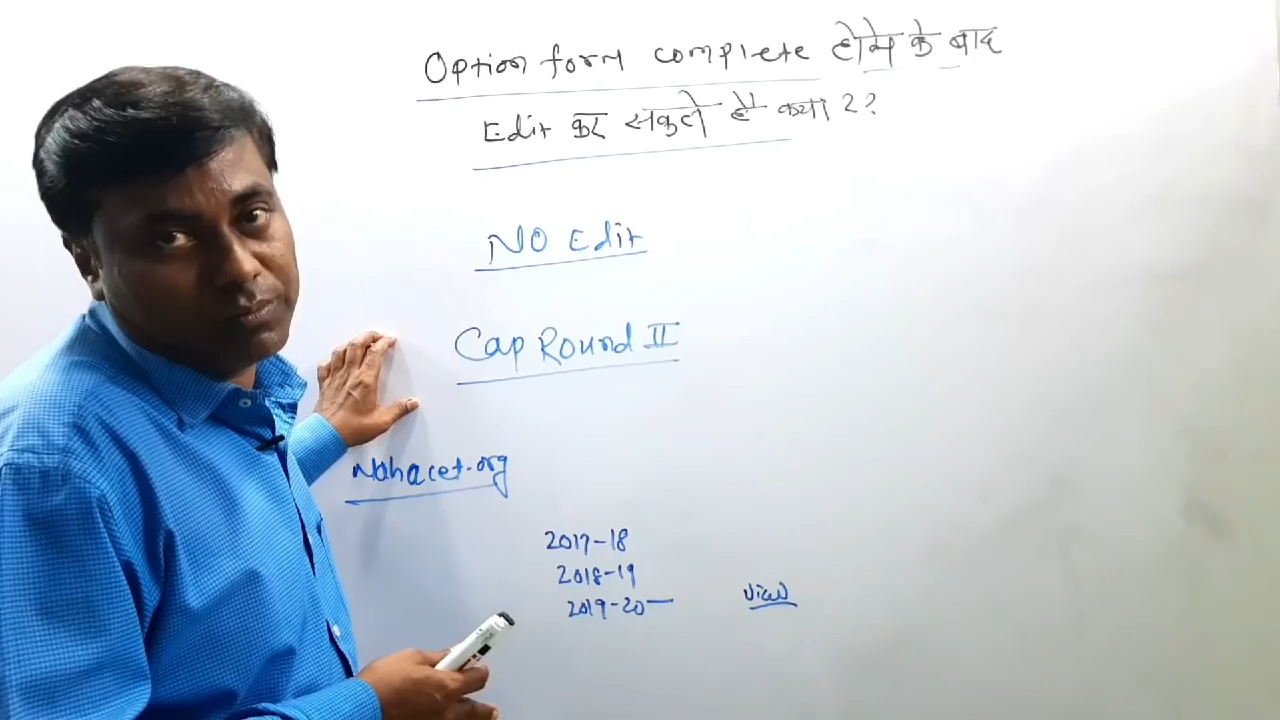 Option form complete होने के बाद
Edit कर सकते है क्या ??
NO Edit
Cap Round II
Mahacet.org
2017-18
2018-19
2019-20 — View